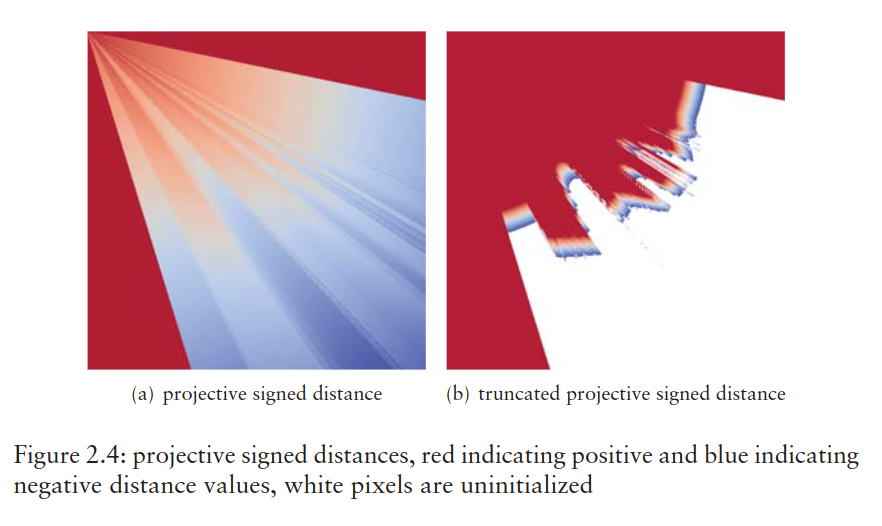 (a) projective signed distance
(b) truncated projective signed distance
Figure 2.4: projective signed distances, red indicating positive and blue indicating
negative distance values, white pixels are uninitialized